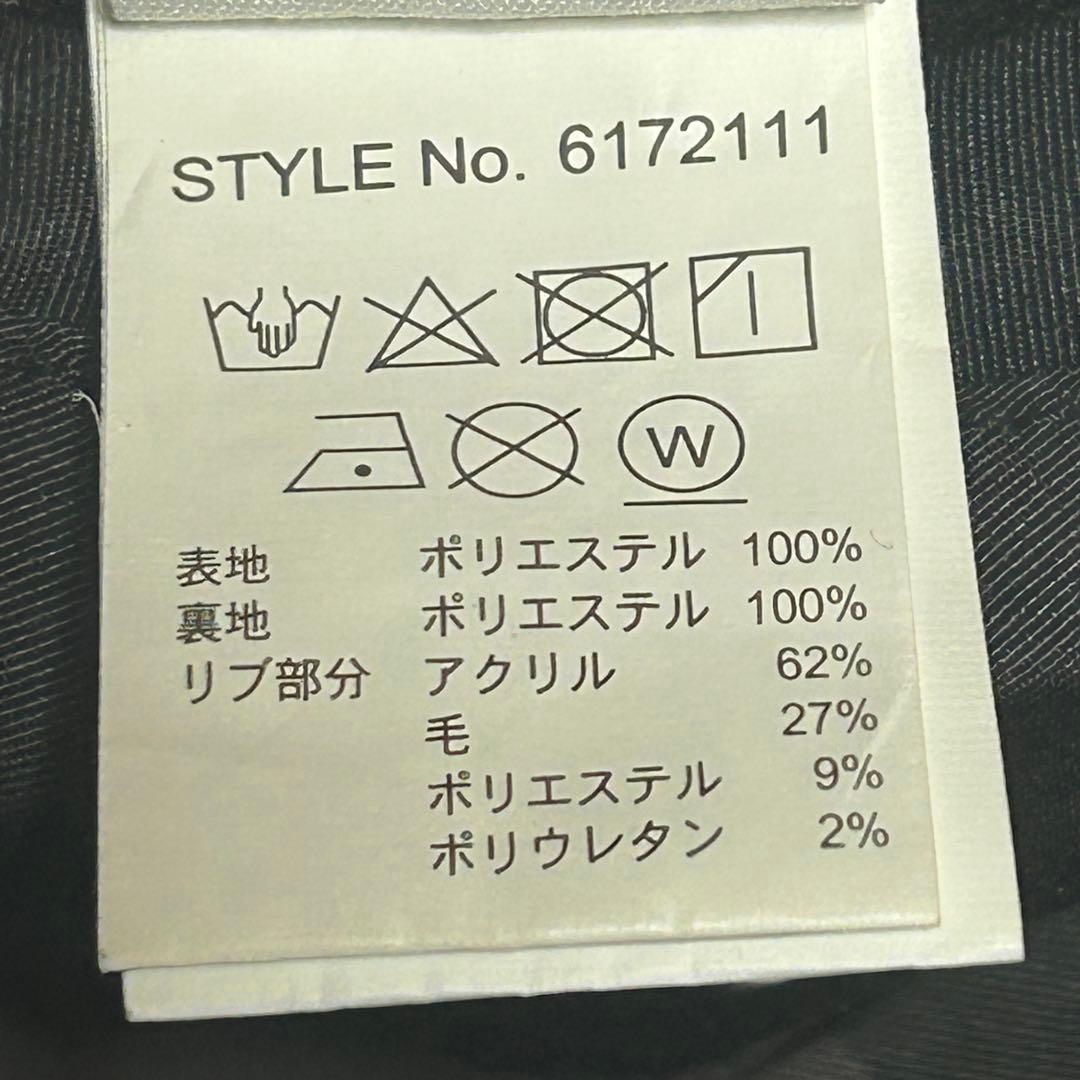 STYLE No. 6172111
W
表地 ポリエステル 100%
裏地 ポリエステル 100%
リブ部分 アクリル 62%
毛 27%
ポリエステル 9%
ポリウレタン 2%